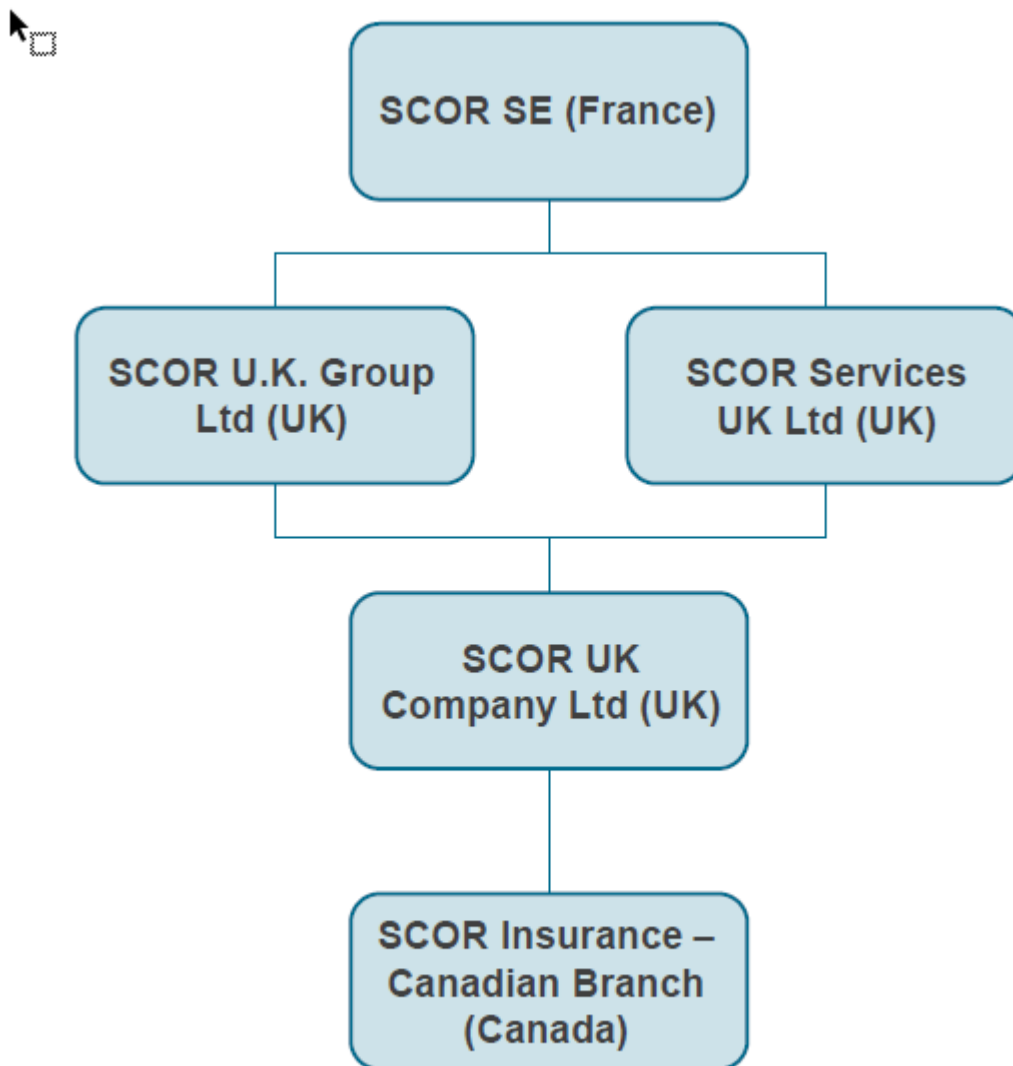 SCOR SE (France)
SCOR U.K. Group
Ltd (UK)
SCOR Services
UK Ltd (UK)
SCOR UK
Company Ltd (UK)
SCOR Insurance –
Canadian Branch
(Canada)